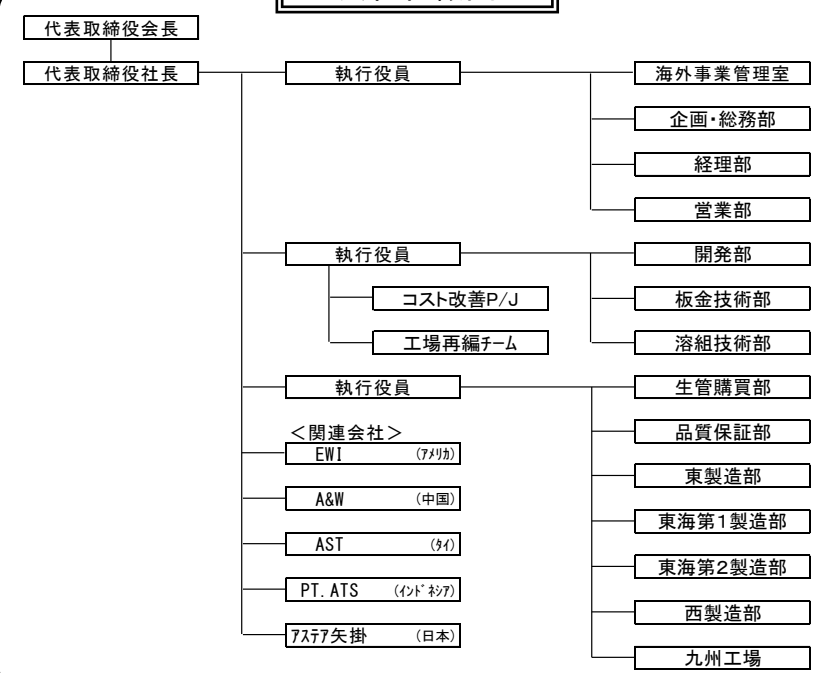 代表取締役会長
代表取締役社長
執行役員
海外事業管理室
企画・総務部
経理部
営業部
執行役員
開発部
コスト改善P/J
板金技術部
工場再編ﾁｰﾑ
溶組技術部
執行役員
生管購買部
＜関連会社＞
品質保証部
EWI (ｱﾒﾘｶ)
東製造部
A&W (中国)
東海第１製造部
AST (ﾀｲ)
東海第２製造部
PT.ATS (ｲﾝﾄﾞﾈｼｱ)
西製造部
ｱｽﾃｱ矢掛 (日本)
九州工場